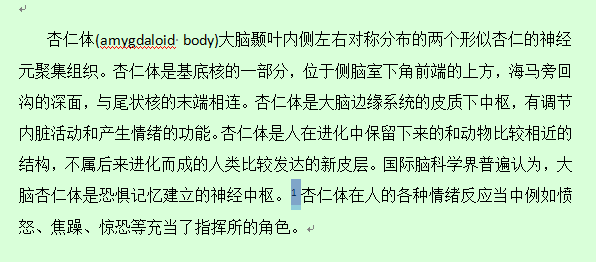 杏仁体(amygdaloid body)大脑颞叶内侧左右对称分布的两个形似杏仁的神经
元聚集组织。杏仁体是基底核的一部分，位于侧脑室下角前端的上方，海马旁回
沟的深面，与尾状核的末端相连。杏仁体是大脑边缘系统的皮质下中枢，有调节
内脏活动和产生情绪的功能。杏仁体是人在进化中保留下来的和动物比较相近的
结构，不属后来进化而成的人类比较发达的新皮层。国际脑科学界普遍认为，大
脑杏仁体是恐惧记忆建立的神经中枢。1杏仁体在人的各种情绪反应当中例如愤
怒、焦躁、惊恐等充当了指挥所的角色。